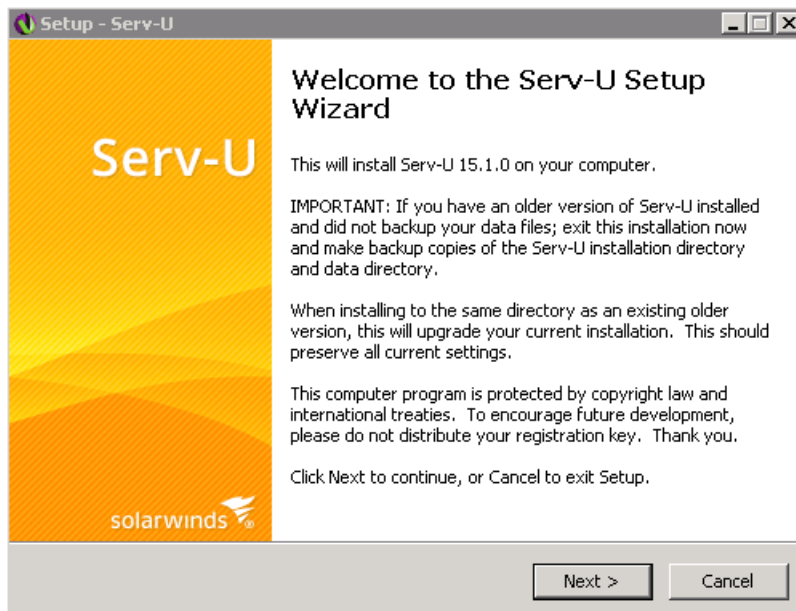 Setup - Serv-U
Serv-U
Welcome to the Serv-U Setup
Wizard
This will install Serv-U 15.1.0 on your computer.
IMPORTANT: If you have an older version of Serv-U installed
and did not backup your data files; exit this installation now
and make backup copies of the Serv-U installation directory
and data directory.
When installing to the same directory as an existing older
version, this will upgrade your current installation.  This should
preserve all current settings.
This computer program is protected by copyright law and
international treaties.  To encourage future development,
please do not distribute your registration key.  Thank you.
Click Next to continue, or Cancel to exit Setup.
solarwinds®
Next >
Cancel